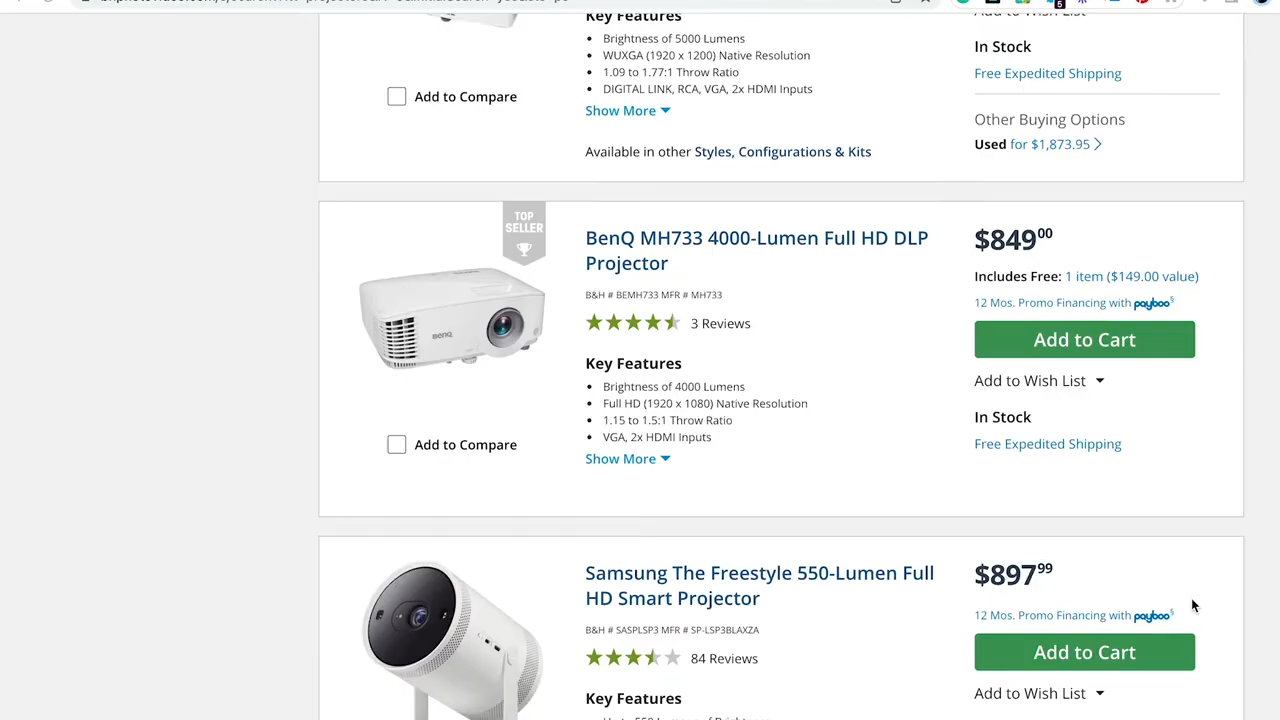 Key Features
Brightness of 5000 Lumens
WUXGA (1920 x 1200) Native Resolution
1.09 to 1.77:1 Throw Ratio
DIGITAL LINK, RCA, VGA, 2x HDMI Inputs
Show More
Available in other Styles, Configurations & Kits
Add to Compare
Add to Wish List
In Stock
Free Expedited Shipping
Other Buying Options
Used for $1,873.95
TOP
SELLER
BenQ
BenQ MH733 4000-Lumen Full HD DLP
Projector
B&H # BEMH733 MFR # MH733
3 Reviews
Key Features
Brightness of 4000 Lumens
Full HD (1920 x 1080) Native Resolution
1.15 to 1.5:1 Throw Ratio
VGA, 2x HDMI Inputs
Show More
Add to Compare
$849 00
Includes Free: 1 item ($149.00 value)
12 Mos. Promo Financing with payboo§
Add to Cart
Add to Wish List
In Stock
Free Expedited Shipping
Samsung The Freestyle 550-Lumen Full
HD Smart Projector
B&H # SASPLSP3 MFR # SP-LSP3BLAXZA
84 Reviews
Key Features
$897 99
12 Mos. Promo Financing with payboo§
Add to Cart
Add to Wish List